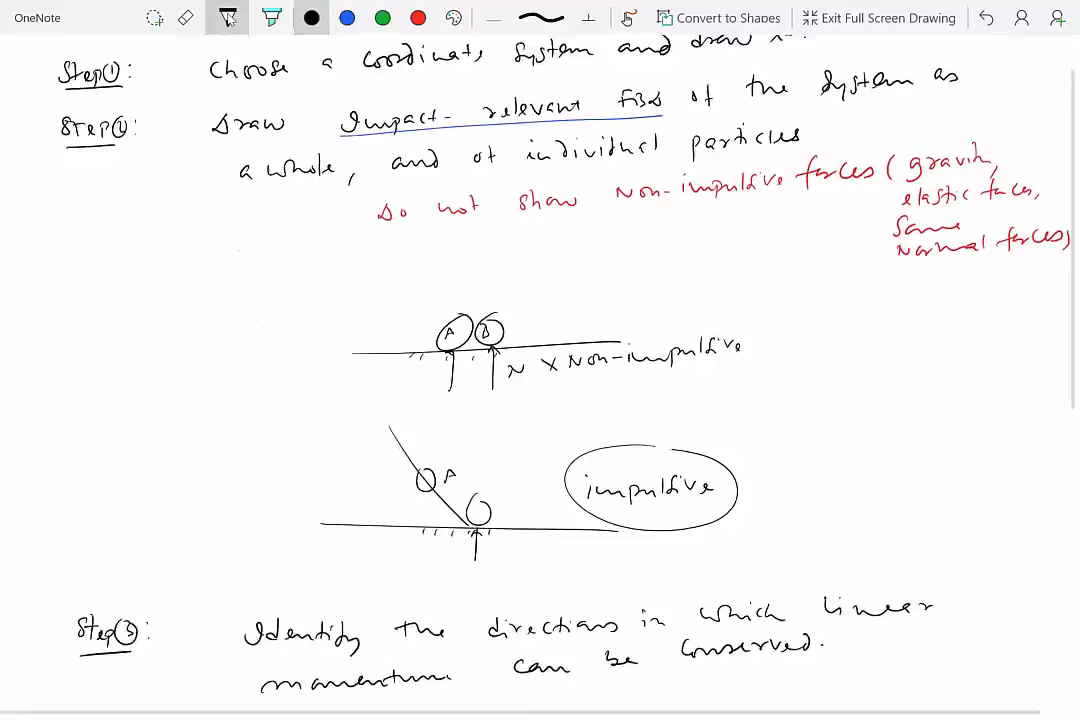 OneNote
Convert to Shapes
Exit Full Screen Drawing
Step①: Choose a coordinate system and draw
Step②: Draw Impact-relevant FBD of the system as
a whole, and of individual particles
Do not show Non-impulsive forces (gravity,
elastic forces,
some
normal forces)
A B
N X Non-impulsive
A
impulsive
Step③: Identify the directions in which linear
momentum can be conserved.